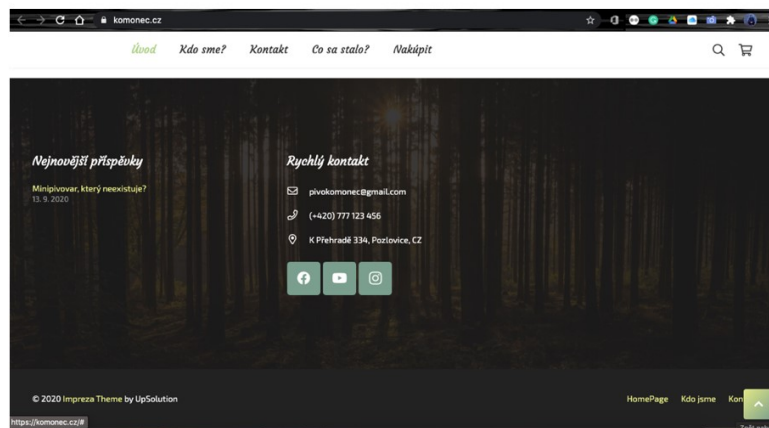 komonec.cz
Úvod Kdo sme? Kontakt Co sa stalo? Nakúpit
Nejnovější příspěvky
Minipivovar, který neexistuje?
13. 9. 2020
Rychlý kontakt
pivokomonec@gmail.com
(+420) 777 123 456
K Přehradě 334, Pozlovice, CZ
© 2020 Impreza Theme by UpSolution
HomePage Kdo jsme
https://komonec.cz/#